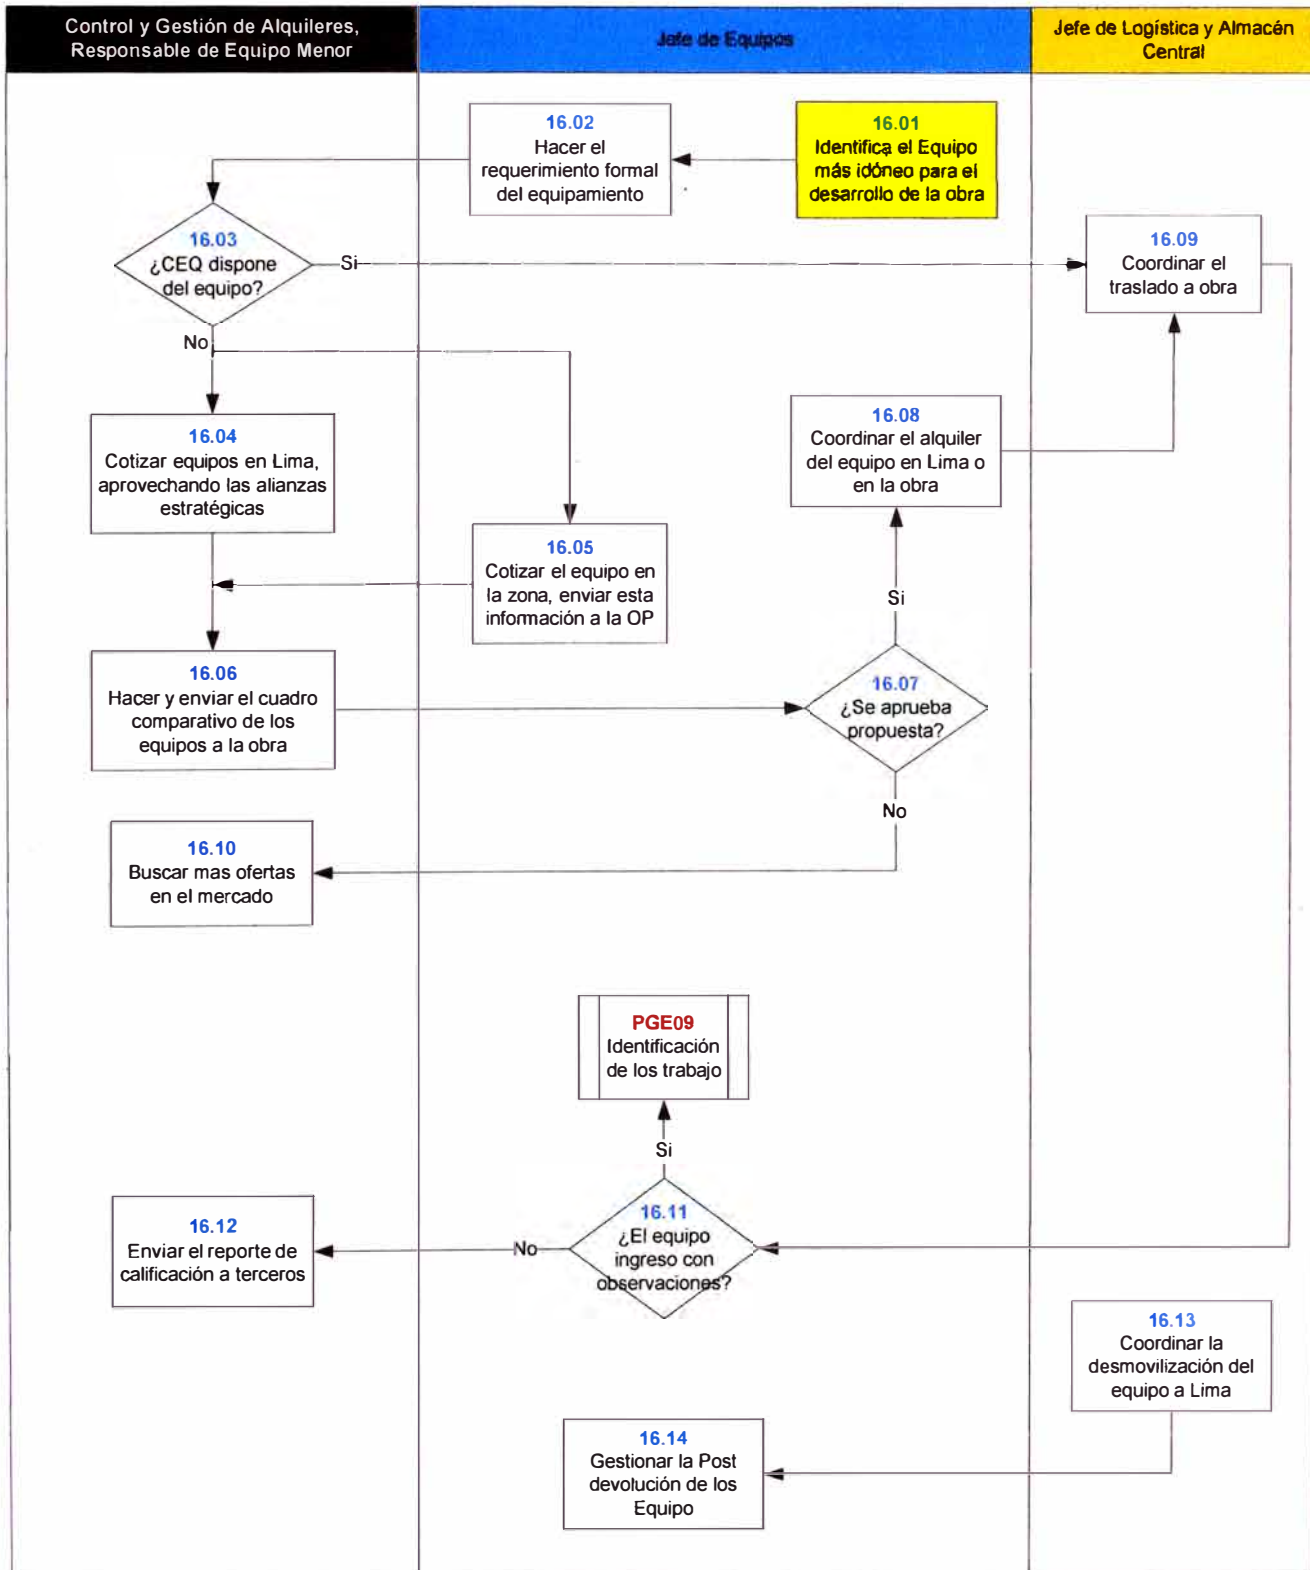 Control y Gestión de Alquileres,
Responsable de Equipo Menor
Jefe de Equipos
Jefe de Logística y Almacén
Central
16.02
Hacer el
requerimiento formal
del equipamiento
16.01
Identifica el Equipo
más idóneo para el
desarrollo de la obra
16.03
¿CEQ dispone
del equipo?
Si
16.09
Coordinar el
traslado a obra
No
16.04
Cotizar equipos en Lima,
aprovechando las alianzas
estratégicas
16.08
Coordinar el alquiler
del equipo en Lima o
en la obra
16.05
Cotizar el equipo en
la zona, enviar esta
información a la OP
Si
16.06
Hacer y enviar el cuadro
comparativo de los
equipos a la obra
16.07
¿Se aprueba
propuesta?
No
16.10
Buscar mas ofertas
en el mercado
PGE09
Identificación
de los trabajo
Si
16.11
¿El equipo
ingreso con
observaciones?
No
16.12
Enviar el reporte de
calificación a terceros
16.13
Coordinar la
desmovilización del
equipo a Lima
16.14
Gestionar la Post
devolución de los
Equipo